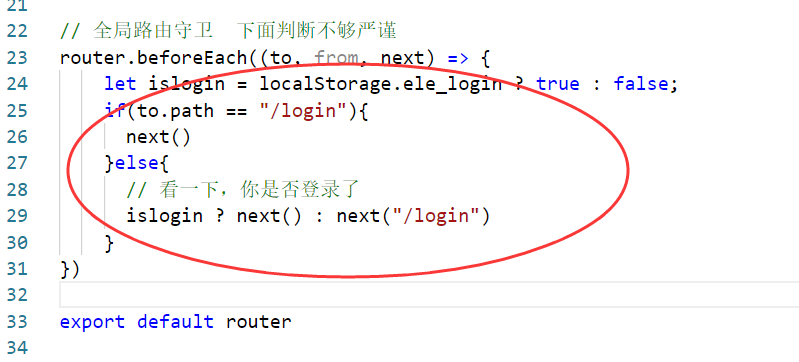 21
22 // 全局路由守卫  下面判断不够严谨
23 router.beforeEach((to, from, next) => {
24     let islogin = localStorage.ele_login ? true : false;
25     if(to.path == "/login"){
26       next()
27     }else{
28       // 看一下，你是否登录了
29       islogin ? next() : next("/login")
30     }
31 })
32
33 export default router
34